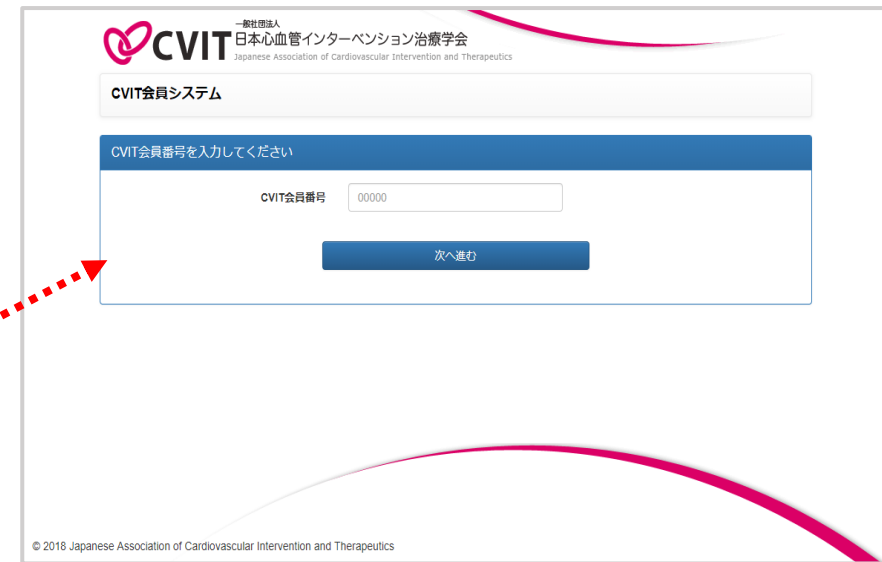 CVIT
一般社団法人
日本心血管インターベンション治療学会
Japanese Association of Cardiovascular Intervention and Therapeutics
CVIT会員システム
CVIT会員番号を入力してください
CVIT会員番号 00000
次へ進む
© 2018 Japanese Association of Cardiovascular Intervention and Therapeutics